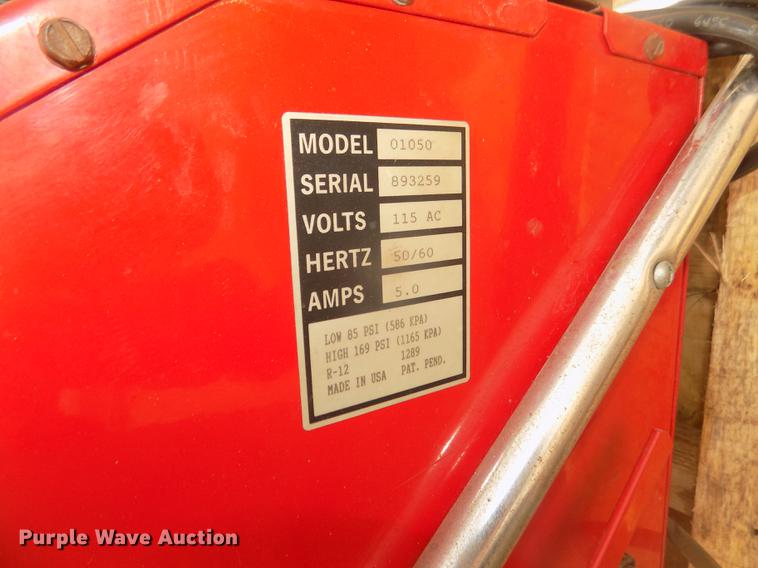 MODEL 01050
SERIAL 893259
VOLTS 115 AC
HERTZ 50/60
AMPS 5.0
LOW 85 PSI (586 KPA)
HIGH 169 PSI (1165 KPA)
R-12 1289
MADE IN USA PAT. PEND.
Purple Wave Auction